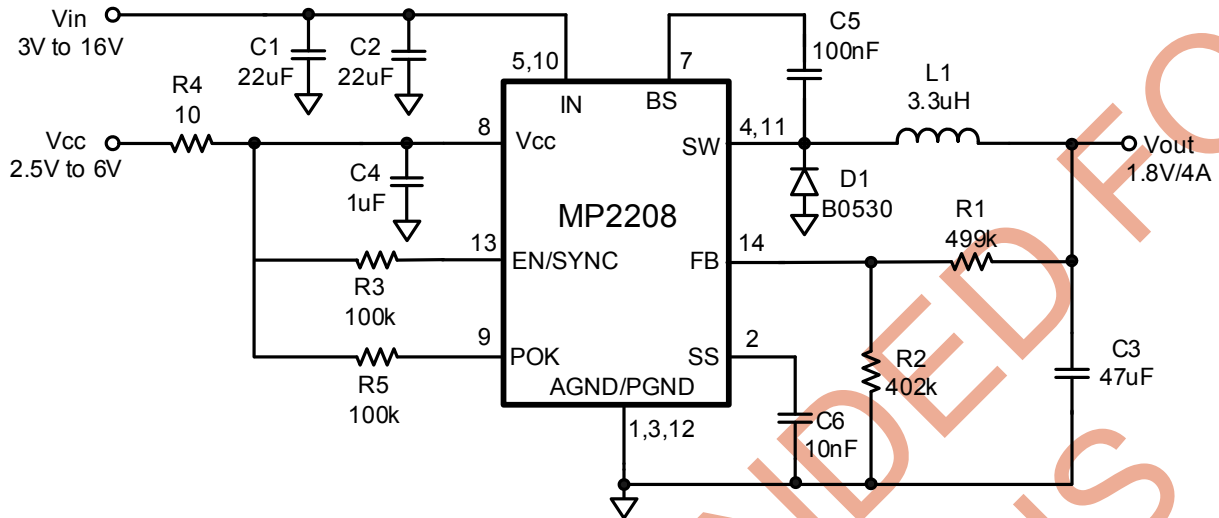 Vin
3V to 16V
C1
22uF
C2
22uF
5,10
7
C5
100nF
IN
BS
R4
10
L1
3.3uH
Vcc
2.5V to 6V
8
Vcc
4,11
SW
Vout
1.8V/4A
C4
1uF
D1
B0530
MP2208
R1
499k
13
EN/SYNC
14
FB
R3
100k
9
POK
2
SS
R2
402k
C3
47uF
R5
100k
AGND/PGND
1,3,12
C6
10nF
NDED FO
NS